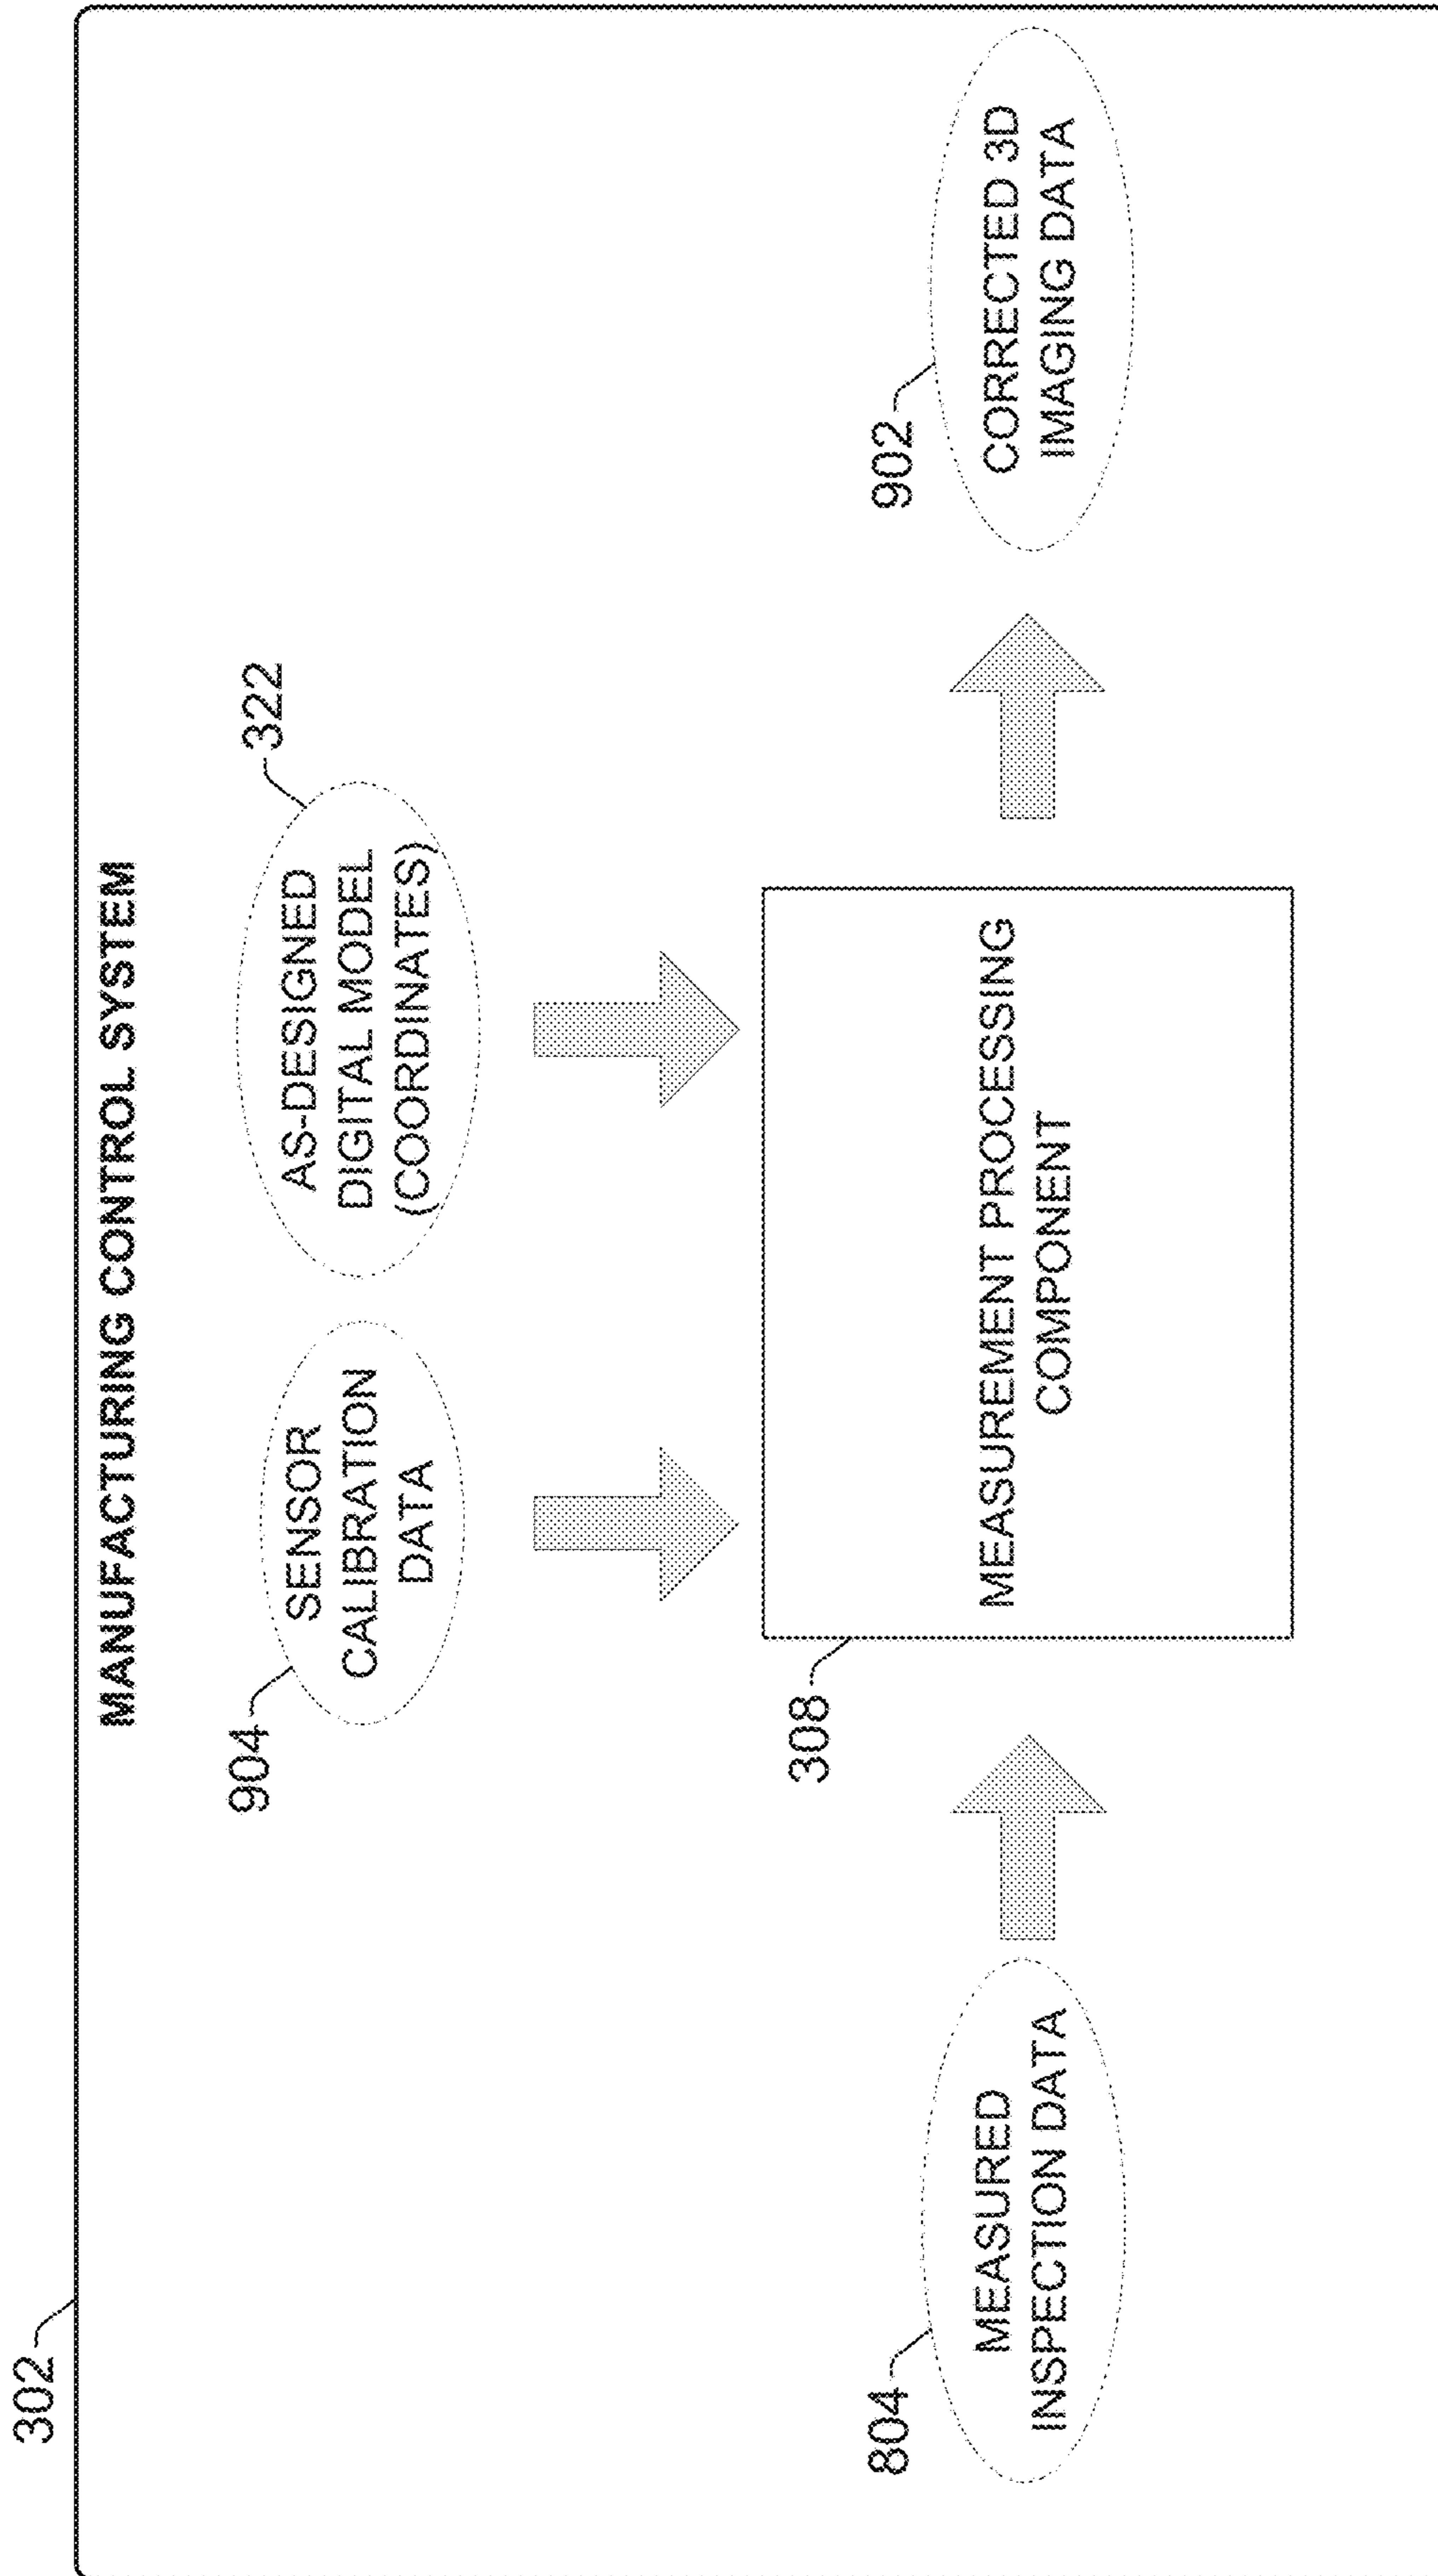 302
MANUFACTURING CONTROL SYSTEM
904
SENSOR
CALIBRATION
DATA
322
AS-DESIGNED
DIGITAL MODEL
(COORDINATES)
804
MEASURED
INSPECTION DATA
308
MEASUREMENT PROCESSING
COMPONENT
902
CORRECTED 3D
IMAGING DATA